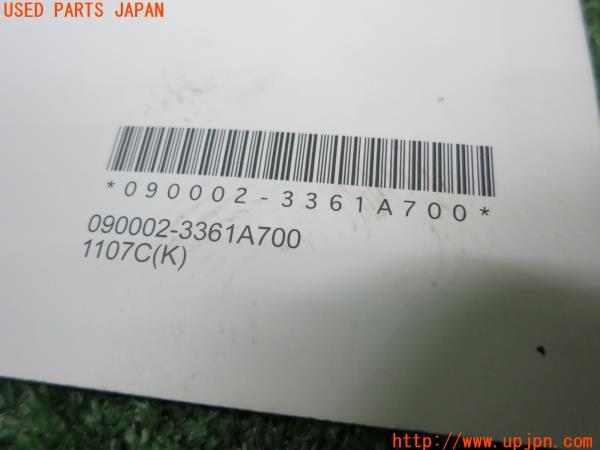 USED PARTS JAPAN
*090002-3361A700*
090002-3361A700
1107C(K)
http://www.upjpn.com